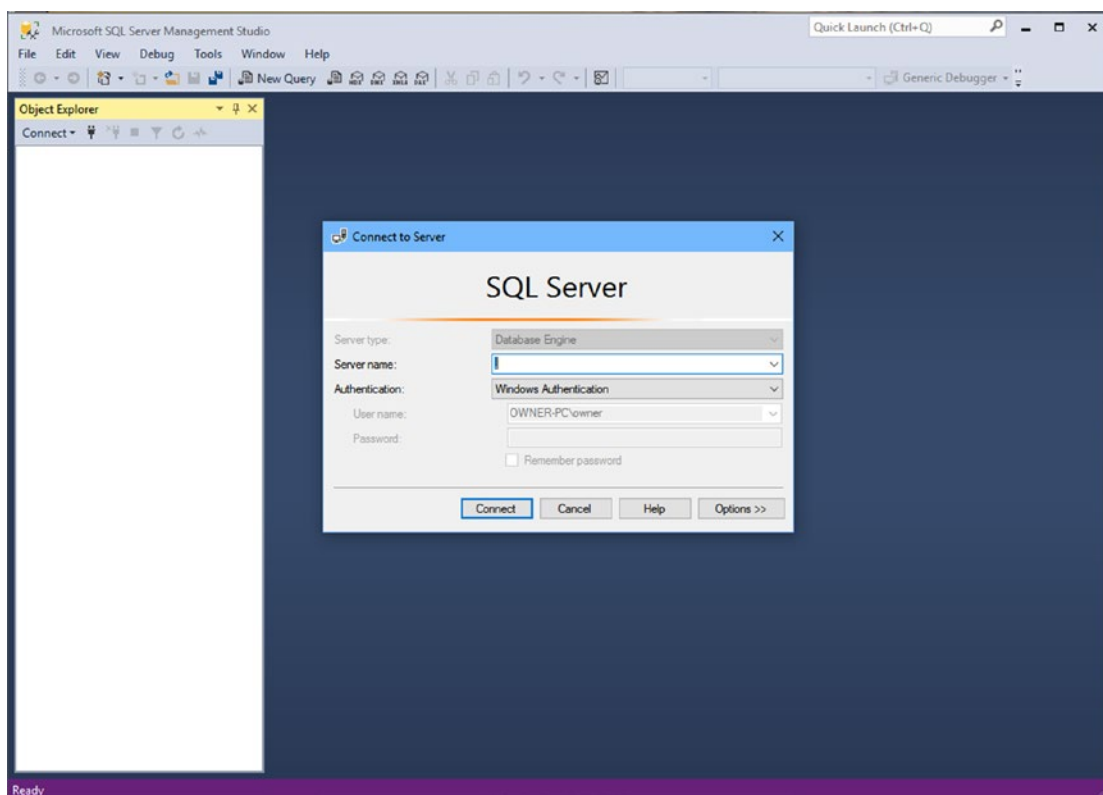 Microsoft SQL Server Management Studio
Quick Launch (Ctrl+Q)
File Edit View Debug Tools Window Help
New Query
Generic Debugger
Object Explorer
Connect
Connect to Server
SQL Server
Server type: Database Engine
Server name:
Authentication: Windows Authentication
User name: OWNER-PC\owner
Password:
Remember password
Connect Cancel Help Options >>
Ready